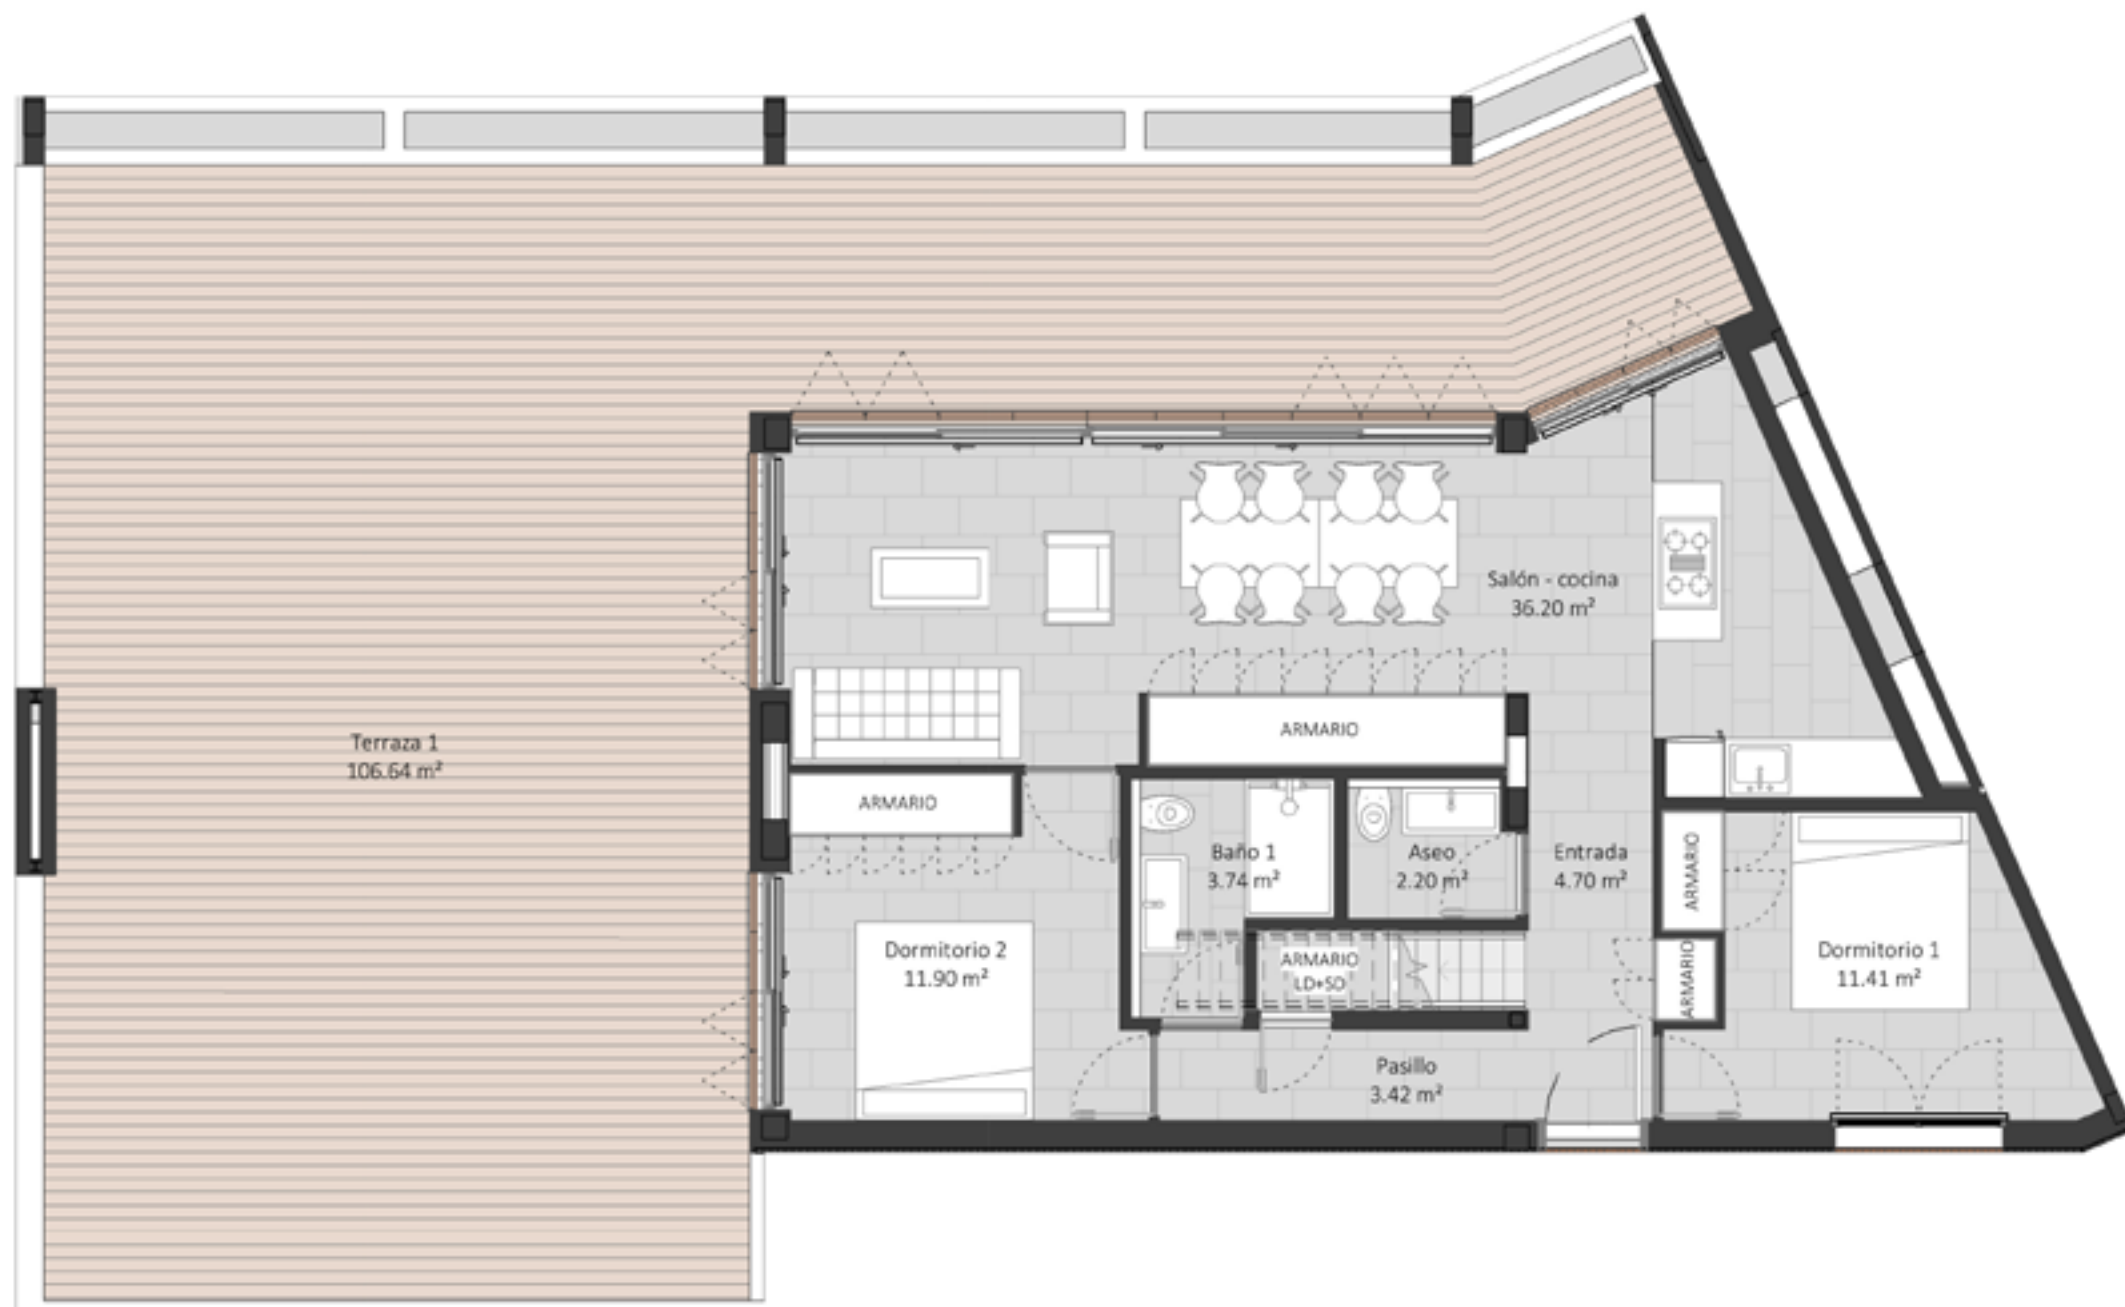 Salón - cocina
36.20 m²
ARMARIO
Terraza 1
106.64 m²
ARMARIO
Baño 1
3.74 m²
Aseo
2.20 m²
Entrada
4.70 m²
ARMARIO
Dormitorio 2
11.90 m²
ARMARIO
LD+SD
ARMARIO
Dormitorio 1
11.41 m²
Pasillo
3.42 m²